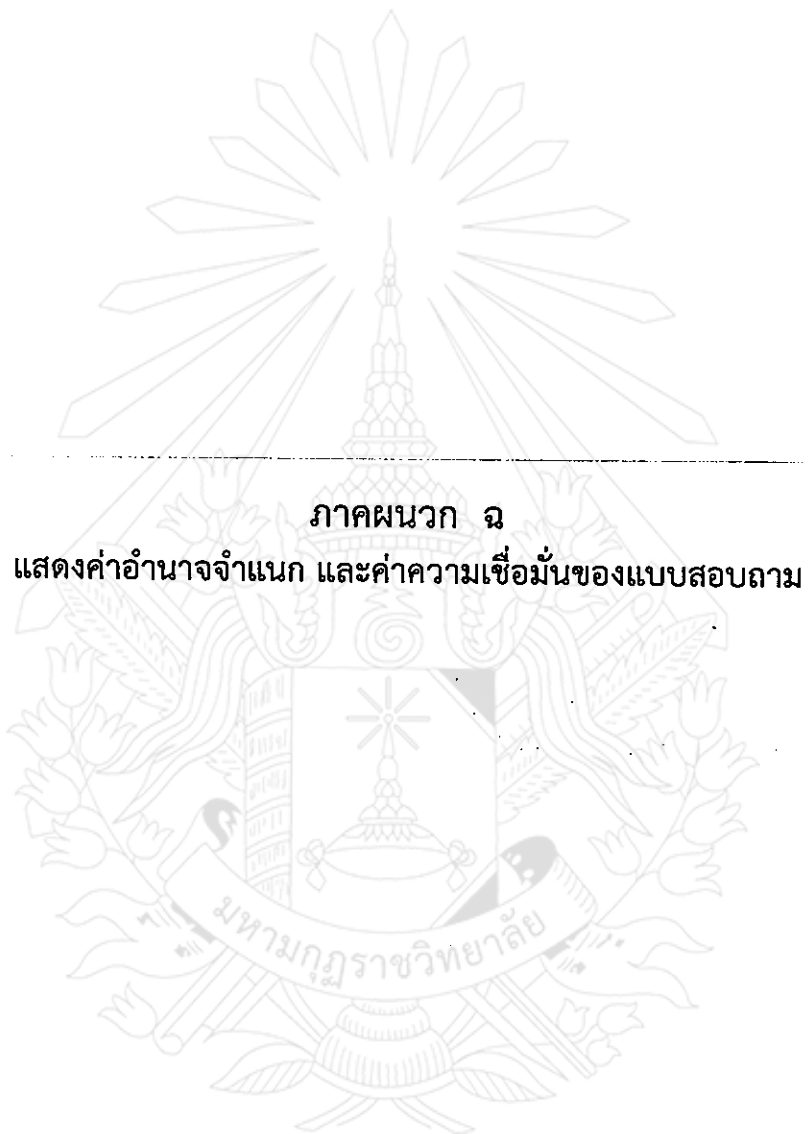 ภาคผนวก ฉ
แสดงค่าอำนาจจำแนก และค่าความเชื่อมั่นของแบบสอบถาม
มหามกุฏราชวิทยาลัย